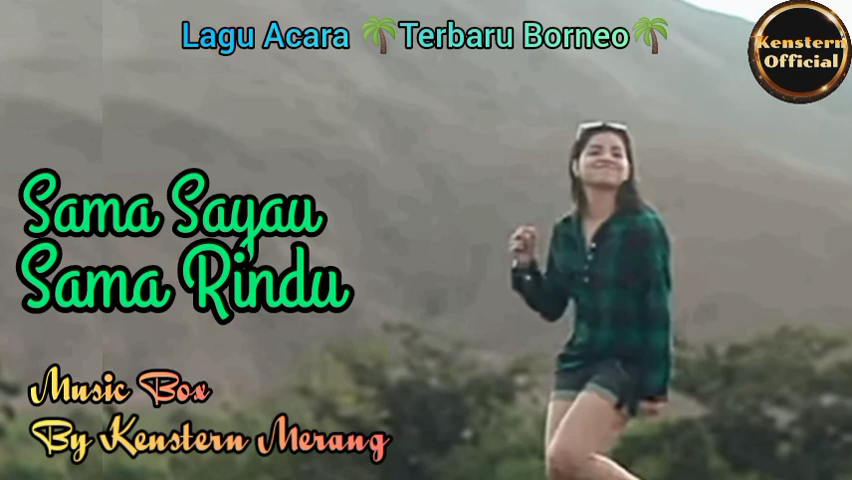 Lagu Acara 🌴Terbaru Borneo🌴
Kenstern
Official
Sama Sayau
Sama Rindu
Music Box
By Kenstern Merang